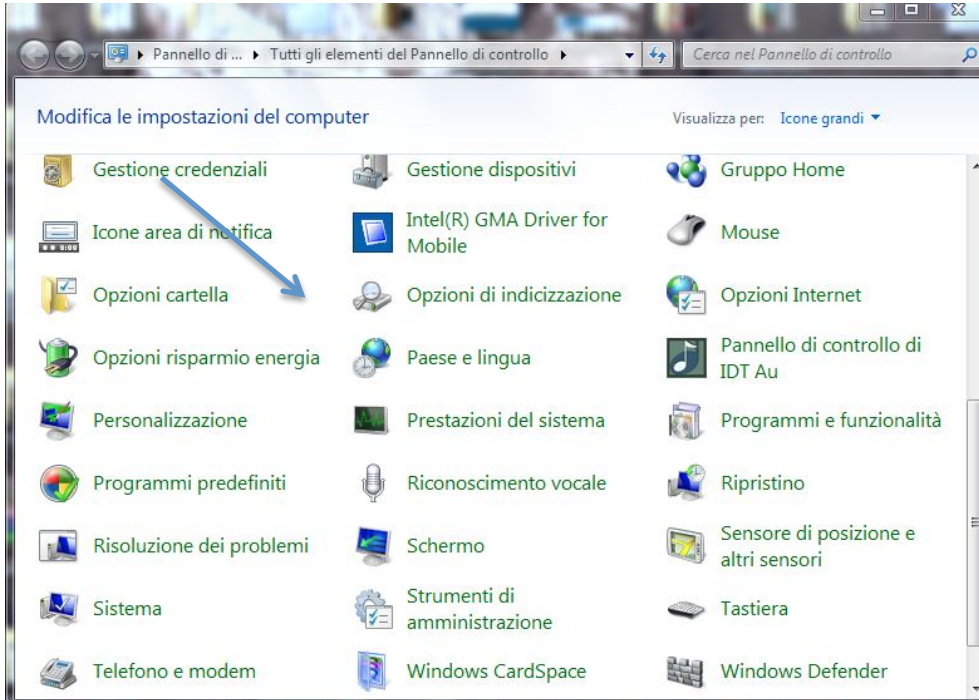 Pannello di ... Tutti gli elementi del Pannello di controllo Cerca nel Pannello di controllo
Modifica le impostazioni del computer Visualizza per: Icone grandi
Gestione credenziali Gestione dispositivi Gruppo Home
Icone area di notifica Intel(R) GMA Driver for Mobile Mouse
Opzioni cartella Opzioni di indicizzazione Opzioni Internet
Opzioni risparmio energia Paese e lingua Pannello di controllo di IDT Au
Personalizzazione Prestazioni del sistema Programmi e funzionalità
Programmi predefiniti Riconoscimento vocale Ripristino
Risoluzione dei problemi Schermo Sensore di posizione e altri sensori
Sistema Strumenti di amministrazione Tastiera
Telefono e modem Windows CardSpace Windows Defender